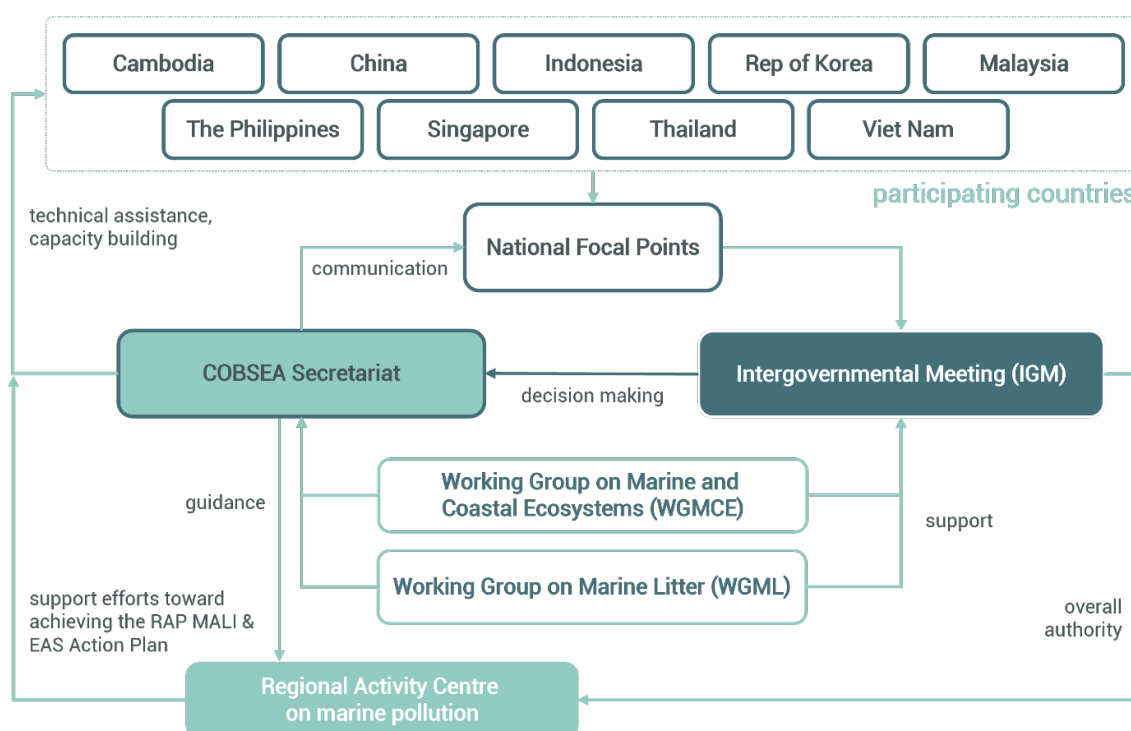 Cambodia
China
Indonesia
Rep of Korea
Malaysia
The Philippines
Singapore
Thailand
Viet Nam
participating countries
technical assistance,
capacity building
National Focal Points
communication
COBSEA Secretariat
Intergovernmental Meeting (IGM)
decision making
Working Group on Marine and
Coastal Ecosystems (WGMCE)
guidance
support
Working Group on Marine Litter (WGML)
support efforts toward
achieving the RAP MALI &
EAS Action Plan
overall
authority
Regional Activity Centre
on marine pollution